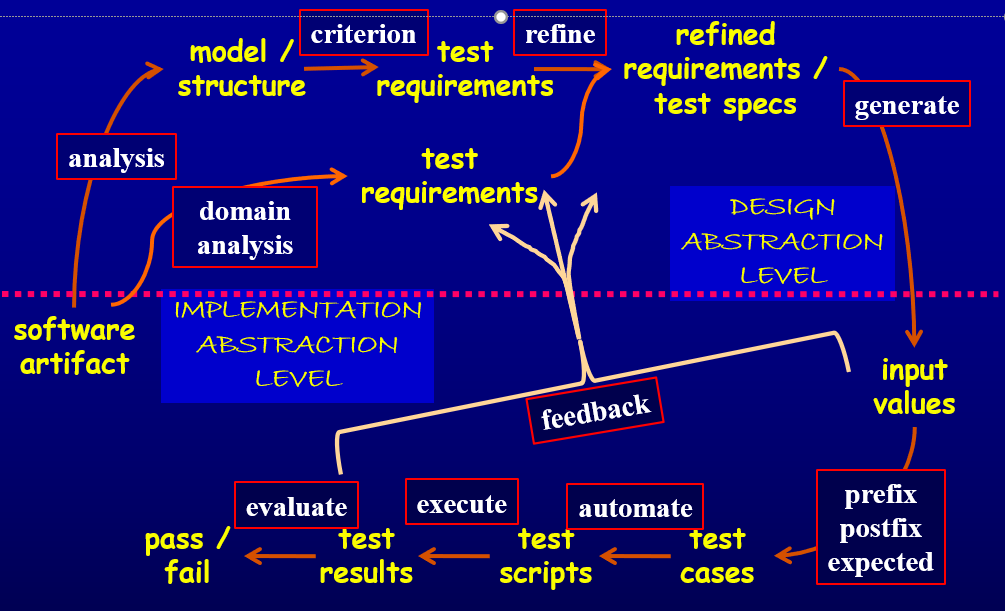 criterion
refine
model /
structure
test
requirements
refined
requirements /
test specs
generate
analysis
test
requirements
domain
analysis
DESIGN
ABSTRACTION
LEVEL
IMPLEMENTATION
ABSTRACTION
LEVEL
software
artifact
input
values
feedback
prefix
postfix
expected
evaluate
execute
automate
pass /
fail
test
results
test
scripts
test
cases